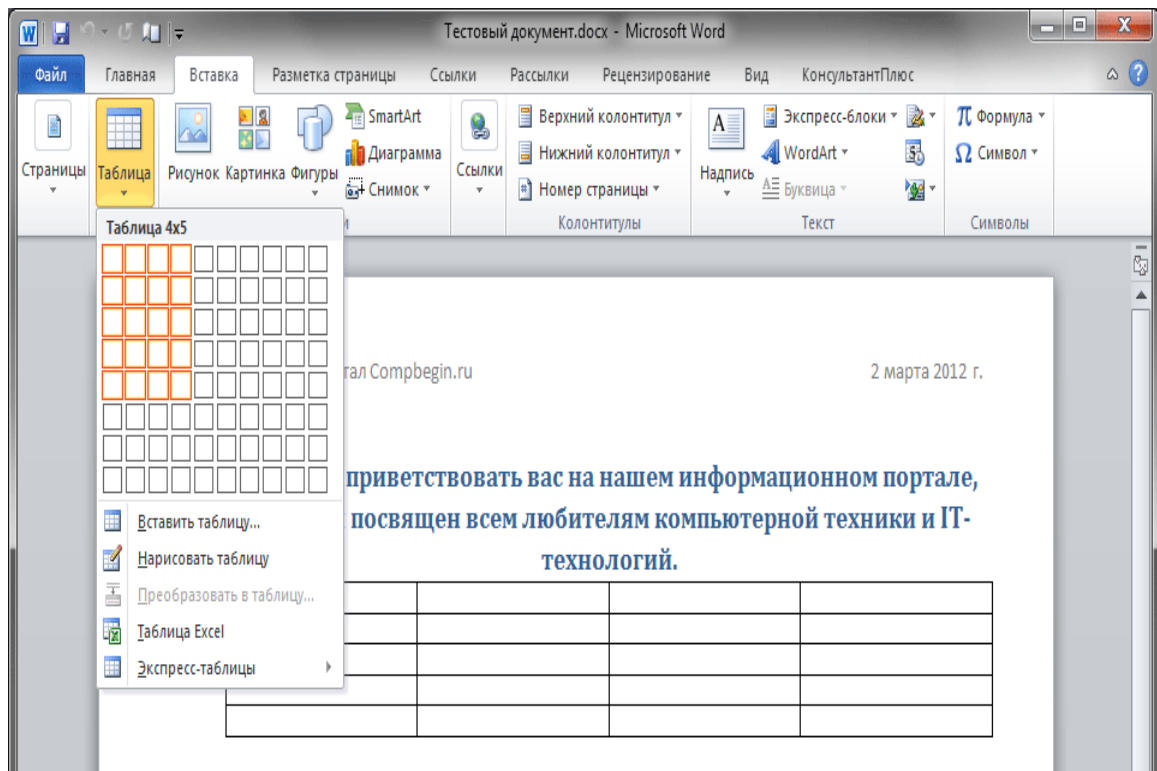 Тестовый документ.docx - Microsoft Word
Файл Главная Вставка Разметка страницы Ссылки Рассылки Рецензирование Вид КонсультантПлюс
Страницы
Таблица
Рисунок Картинка Фигуры
SmartArt
Диаграмма
Снимок
Ссылки
Верхний колонтитул
Нижний колонтитул
Номер страницы
Колонтитулы
Надпись
Экспресс-блоки
WordArt
Буквица
Текст
π Формула
Ω Символ
Символы
Таблица 4x5
Вставить таблицу...
Нарисовать таблицу
Преобразовать в таблицу...
Таблица Excel
Экспресс-таблицы
Compbegin.ru 2 марта 2012 г.
приветствовать вас на нашем информационном портале,
посвящен всем любителям компьютерной техники и IT-
технологий.